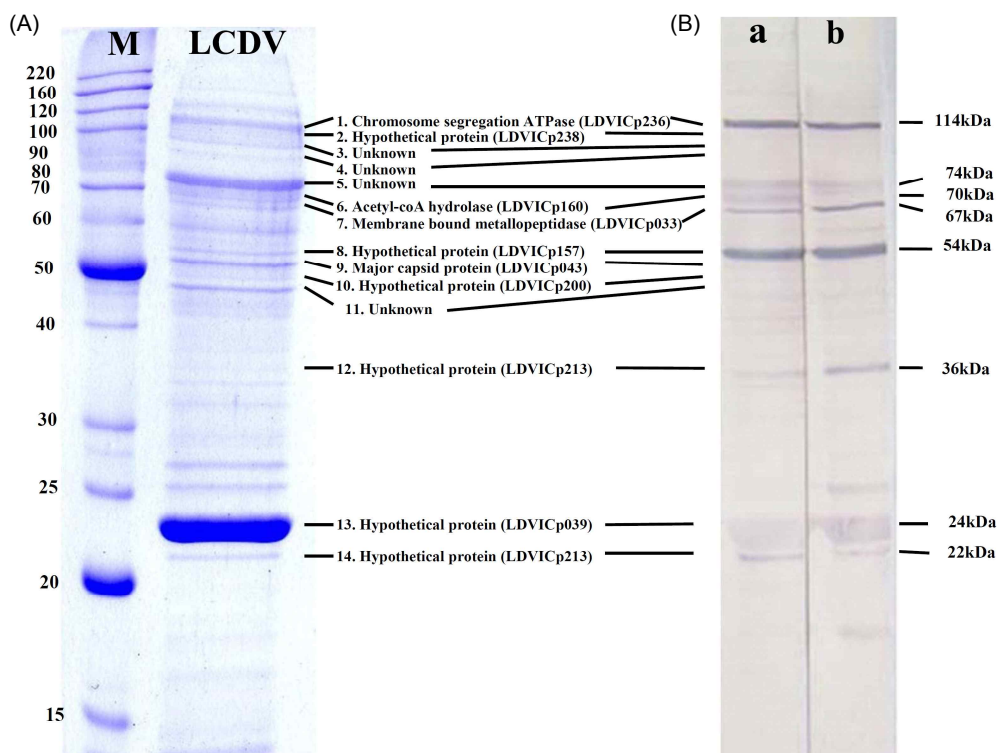 (A)
M
LCDV
220
160
120
100
90
80
70
60
50
40
30
25
20
15
1. Chromosome segregation ATPase (LDVICp236)
2. Hypothetical protein (LDVICp238)
3. Unknown
4. Unknown
5. Unknown
6. Acetyl-coA hydrolase (LDVICp160)
7. Membrane bound metallopeptidase (LDVICp033)
8. Hypothetical protein (LDVICp157)
9. Major capsid protein (LDVICp043)
10. Hypothetical protein (LDVICp200)
11. Unknown
12. Hypothetical protein (LDVICp213)
13. Hypothetical protein (LDVICp039)
14. Hypothetical protein (LDVICp213)
(B)
a
b
114kDa
74kDa
70kDa
67kDa
54kDa
36kDa
24kDa
22kDa